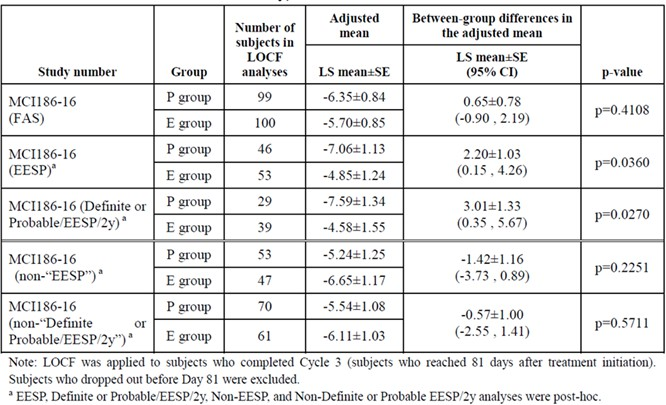 Study number
Group
Number of
subjects in
LOCF
analyses
Adjusted
mean
Between-group differences in
the adjusted mean
p-value
LS mean±SE
LS mean±SE
(95% CI)
MCI186-16
(FAS)
P group
99
-6.35±0.84
0.65±0.78
(-0.90 , 2.19)
p=0.4108
E group
100
-5.70±0.85
MCI186-16
(EESP)a
P group
46
-7.06±1.13
2.20±1.03
(0.15 , 4.26)
p=0.0360
E group
53
-4.85±1.24
MCI186-16 (Definite or
Probable/EESP/2y) a
P group
29
-7.59±1.34
3.01±1.33
(0.35 , 5.67)
p=0.0270
E group
39
-4.58±1.55
MCI186-16
(non-“EESP”) a
P group
53
-5.24±1.25
-1.42±1.16
(-3.73 , 0.89)
p=0.2251
E group
47
-6.65±1.17
MCI186-16
(non-“Definite or
Probable/EESP/2y”) a
P group
70
-5.54±1.08
-0.57±1.00
(-2.55 , 1.41)
p=0.5711
E group
61
-6.11±1.03
Note: LOCF was applied to subjects who completed Cycle 3 (subjects who reached 81 days after treatment initiation).
Subjects who dropped out before Day 81 were excluded.
a EESP, Definite or Probable/EESP/2y, Non-EESP, and Non-Definite or Probable EESP/2y analyses were post-hoc.